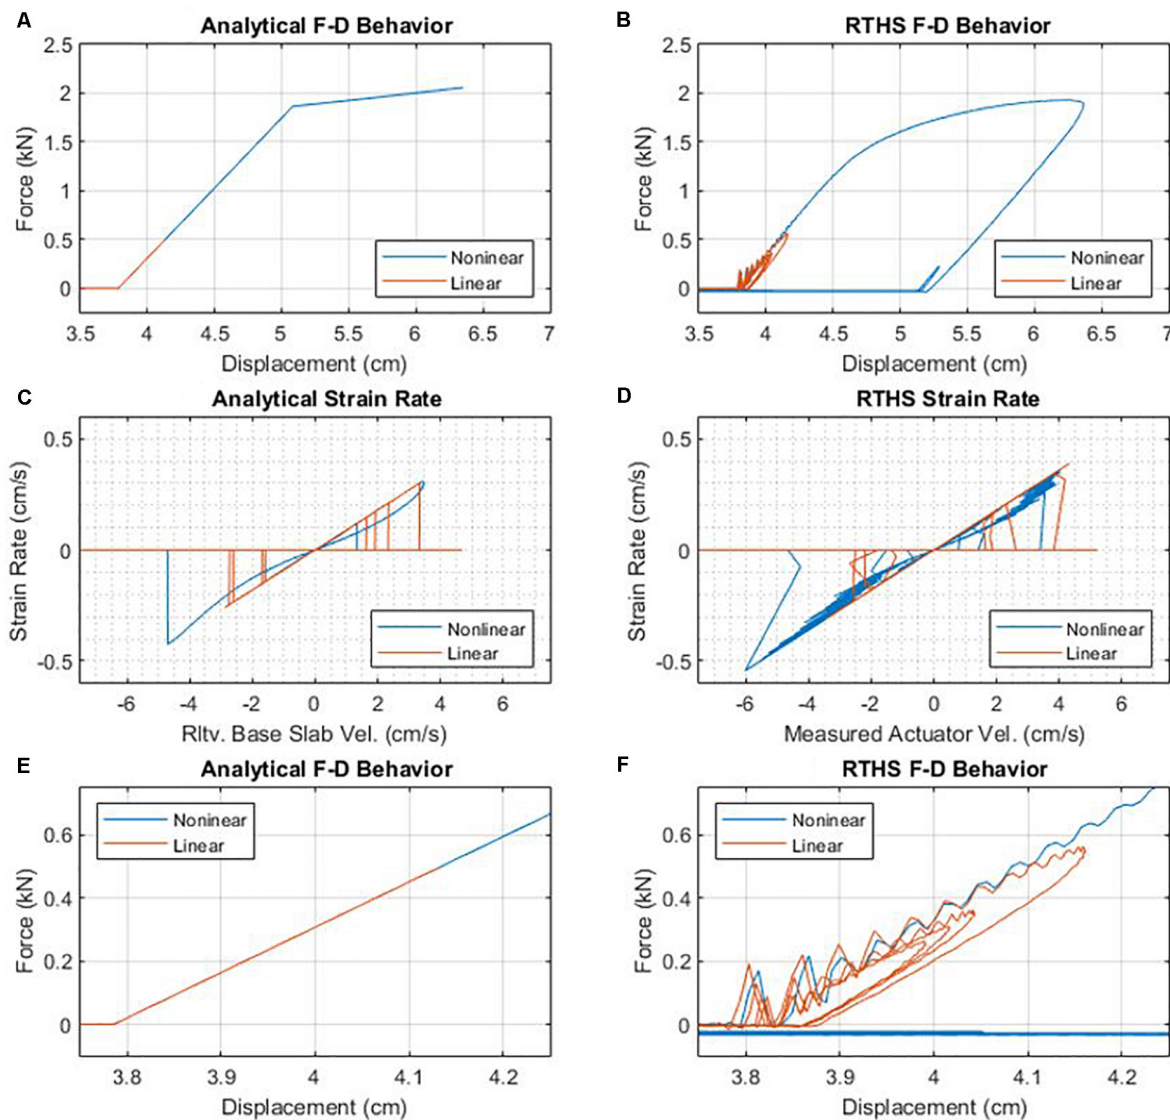 A
Analytical F-D Behavior
2.5
2
1.5
1
0.5
0
Force (kN)
Noninear
Linear
3.5 4 4.5 5 5.5 6 6.5 7
Displacement (cm)
B
RTHS F-D Behavior
2.5
2
1.5
1
0.5
0
Force (kN)
Noninear
Linear
3.5 4 4.5 5 5.5 6 6.5 7
Displacement (cm)
C
Analytical Strain Rate
0.5
0
-0.5
Strain Rate (cm/s)
Nonlinear
Linear
-6 -4 -2 0 2 4 6
Rltv. Base Slab Vel. (cm/s)
D
RTHS Strain Rate
0.5
0
-0.5
Strain Rate (cm/s)
Nonlinear
Linear
-6 -4 -2 0 2 4 6
Measured Actuator Vel. (cm/s)
E
Analytical F-D Behavior
Noninear
Linear
0.6
0.4
0.2
0
Force (kN)
3.8 3.9 4 4.1 4.2
Displacement (cm)
F
RTHS F-D Behavior
Noninear
Linear
0.6
0.4
0.2
0
Force (kN)
3.8 3.9 4 4.1 4.2
Displacement (cm)